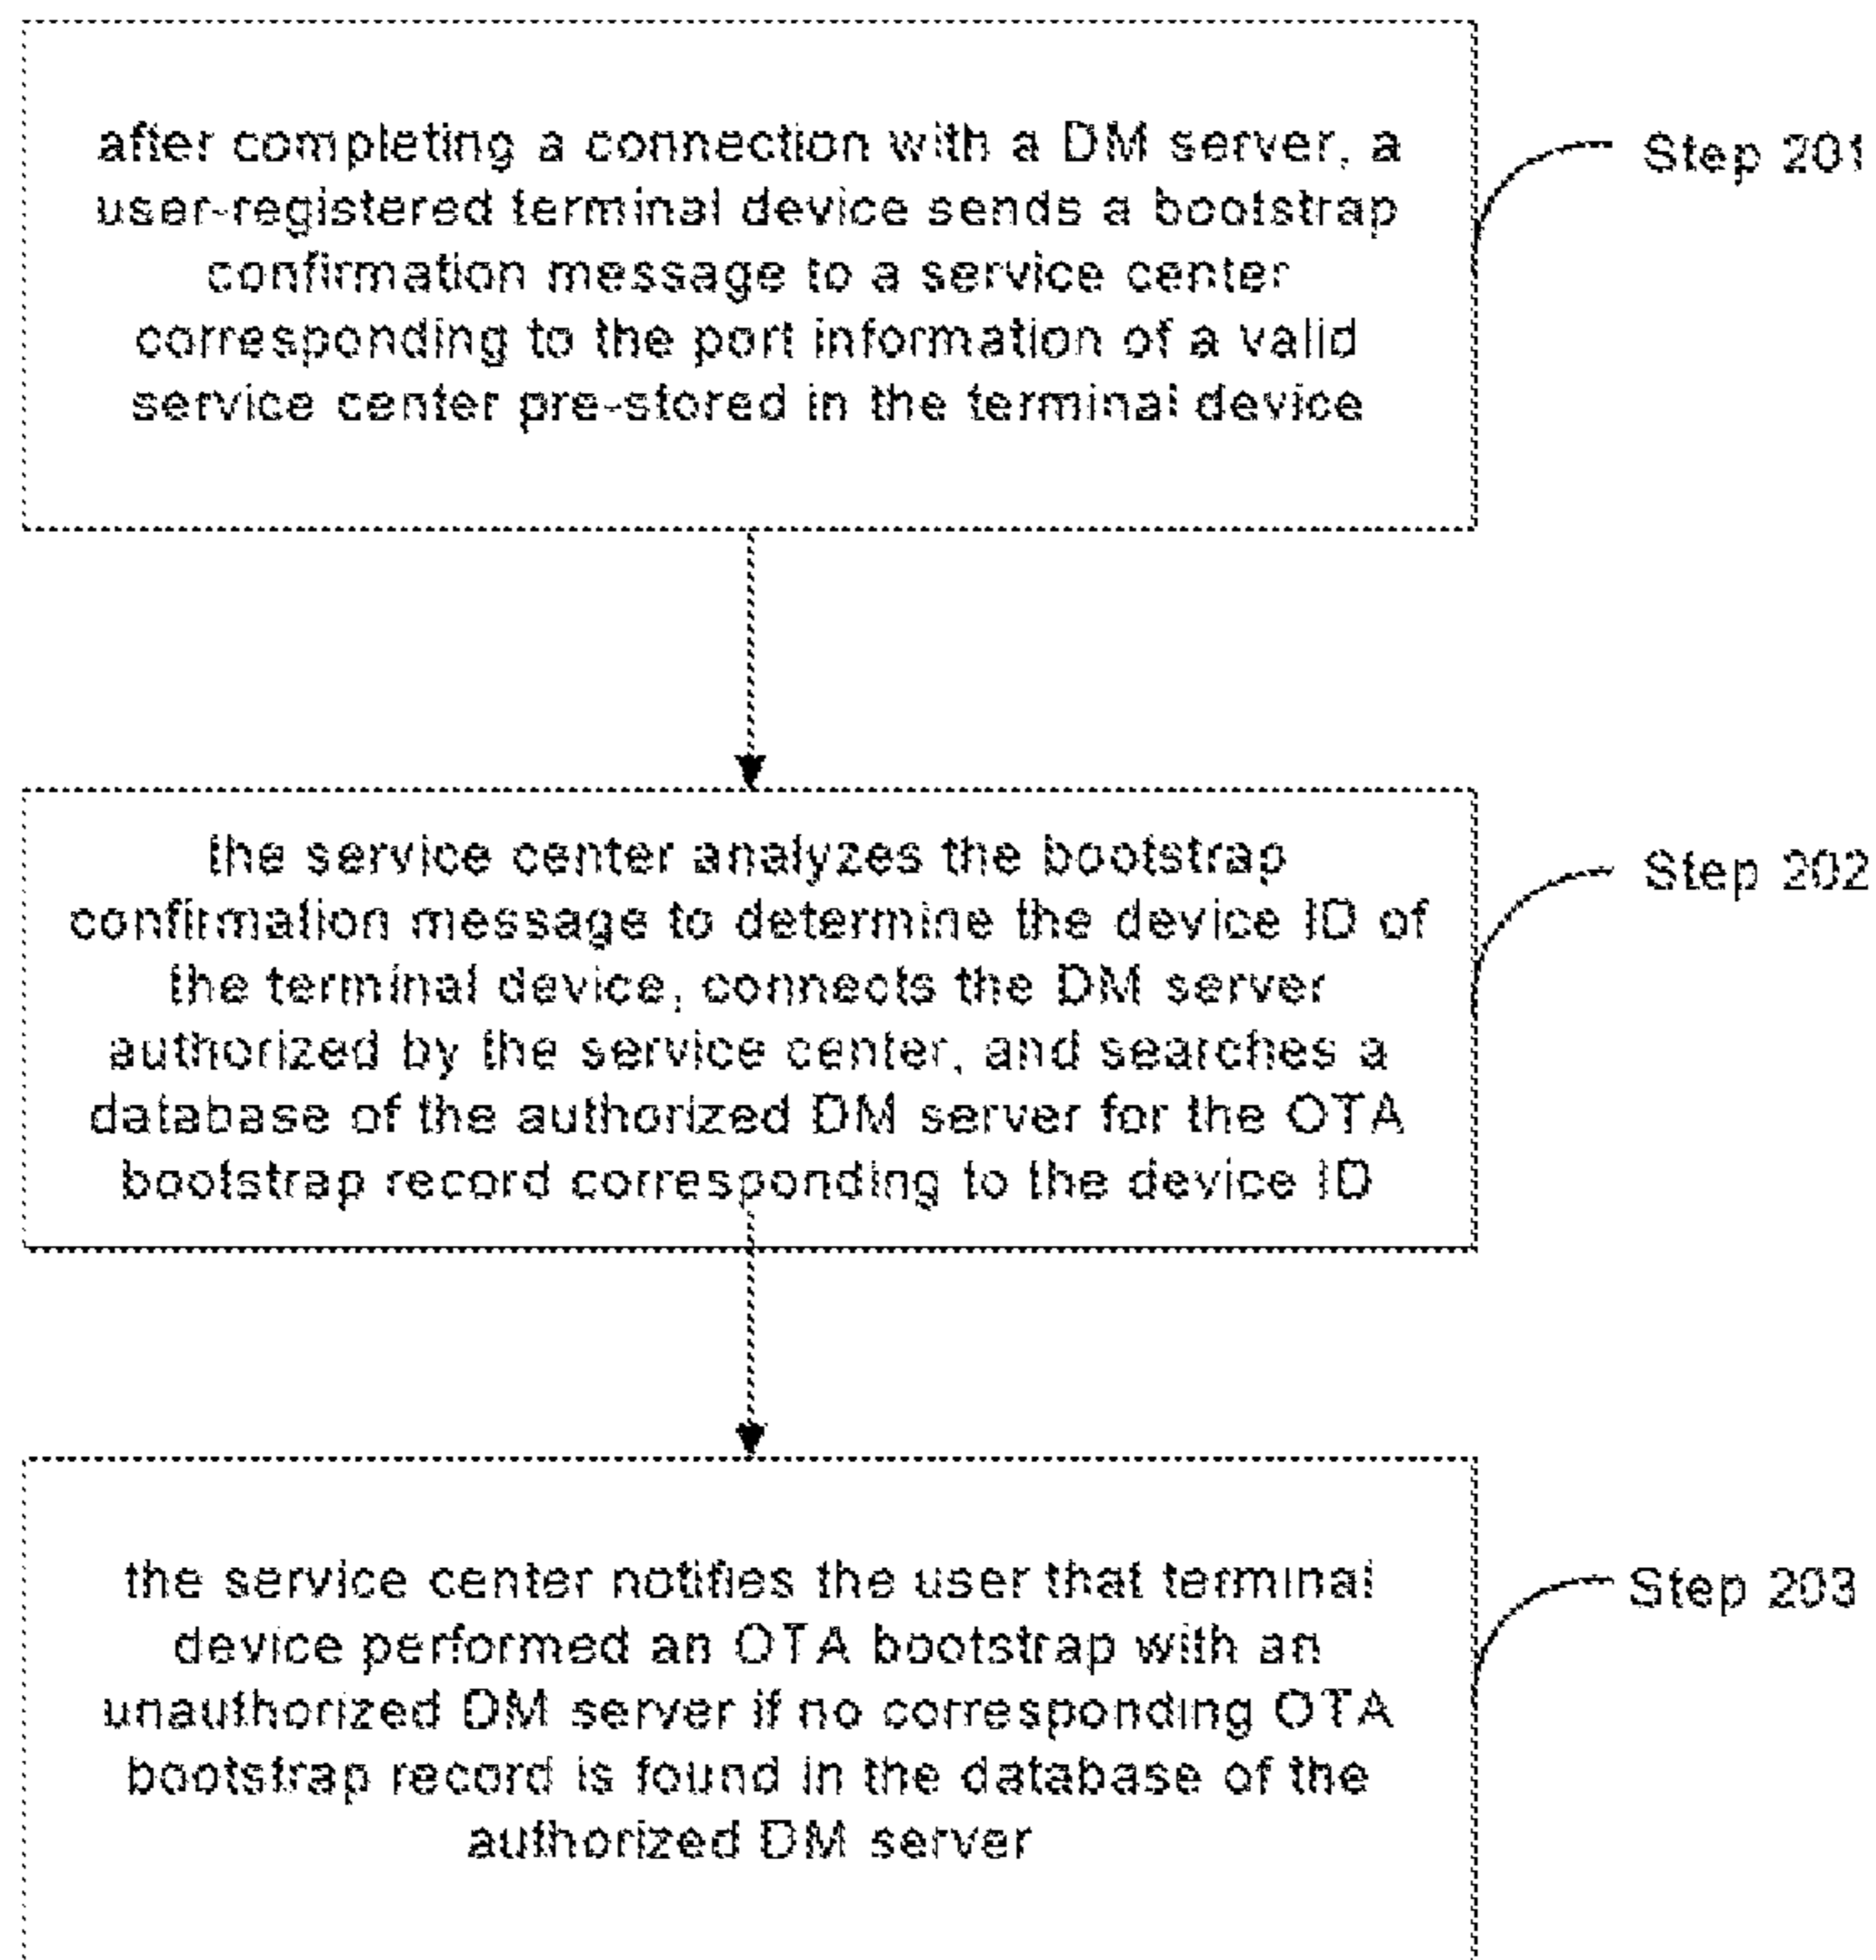 after completing a connection with a DM server, a
user-registered terminal device sends a bootstrap
confirmation message to a service center
corresponding to the port information of a valid
service center pre-stored in the terminal device
Step 201
the service center analyzes the bootstrap
confirmation message to determine the device ID of
the terminal device, connects the DM server
authorized by the service center, and searches a
database of the authorized DM server for the OTA
bootstrap record corresponding to the device ID
Step 202
the service center notifies the user that terminal
device performed an OTA bootstrap with an
unauthorized DM server if no corresponding OTA
bootstrap record is found in the database of the
authorized DM server
Step 203